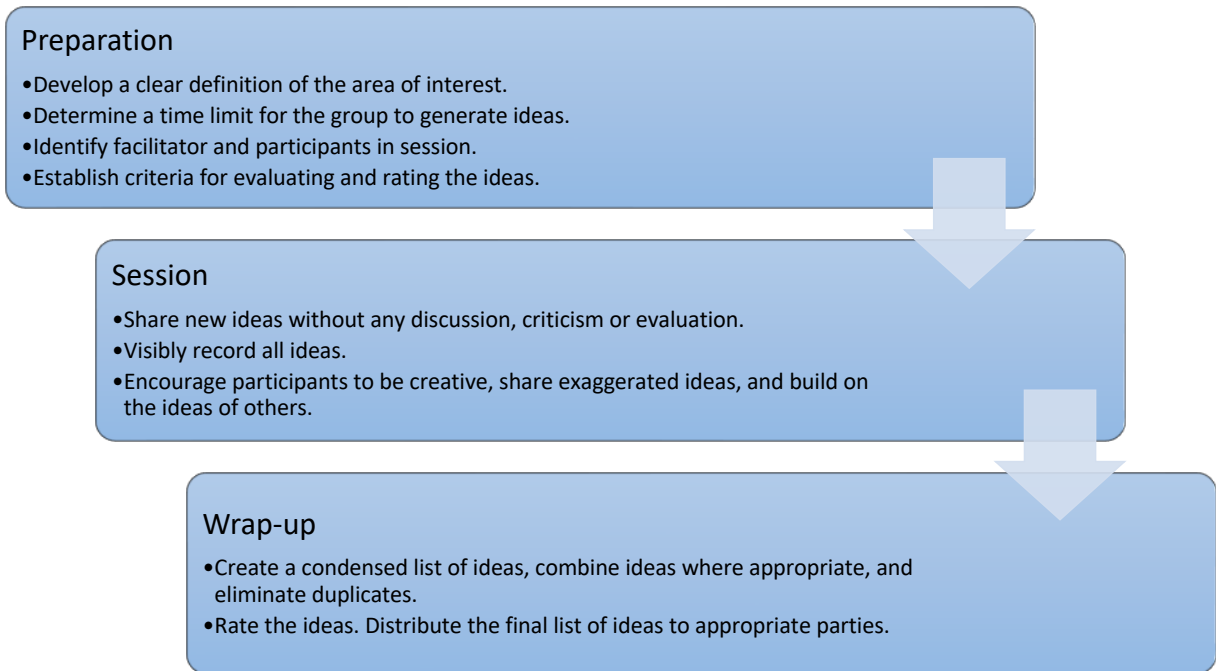 Preparation
•Develop a clear definition of the area of interest.
•Determine a time limit for the group to generate ideas.
•Identify facilitator and participants in session.
•Establish criteria for evaluating and rating the ideas.
Session
•Share new ideas without any discussion, criticism or evaluation.
•Visibly record all ideas.
•Encourage participants to be creative, share exaggerated ideas, and build on
the ideas of others.
Wrap-up
•Create a condensed list of ideas, combine ideas where appropriate, and
eliminate duplicates.
•Rate the ideas. Distribute the final list of ideas to appropriate parties.